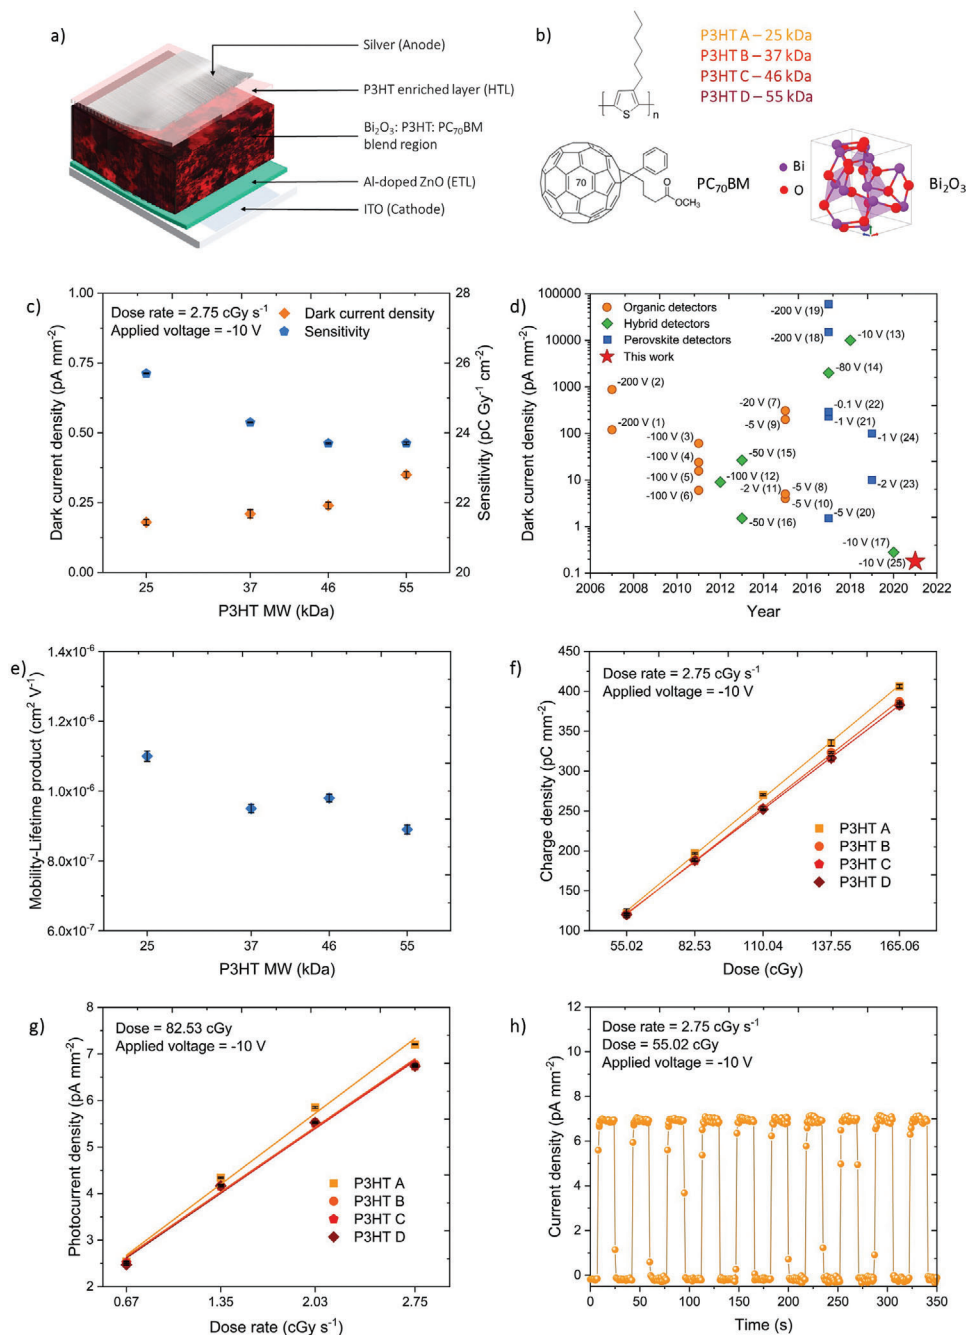 a)
Silver (Anode)
P3HT enriched layer (HTL)
Bi₂O₃: P3HT: PC₇₀BM
blend region
Al-doped ZnO (ETL)
ITO (Cathode)
b)
S
n
P3HT A – 25 kDa
P3HT B – 37 kDa
P3HT C – 46 kDa
P3HT D – 55 kDa
70
O
OCH₃
PC₇₀BM
Bi
O
Bi₂O₃
c)
Dose rate = 2.75 cGy s⁻¹
Applied voltage = -10 V
Dark current density
Sensitivity
1.00
0.75
0.50
0.25
0.00
Dark current density (pA mm⁻²)
28
26
24
22
20
Sensitivity (pC Gy⁻¹ cm⁻²)
25
37
46
55
P3HT MW (kDa)
d)
Organic detectors
Hybrid detectors
Perovskite detectors
This work
100000
10000
1000
100
10
1
0.1
Dark current density (pA mm⁻²)
-200 V (2)
-200 V (1)
-100 V (3)
-100 V (4)
-100 V (5)
-100 V (6)
-20 V (7)
-5 V (9)
-50 V (15)
-100 V (12)
-2 V (11)
-5 V (8)
-5 V (10)
-50 V (16)
-200 V (19)
-200 V (18)
-10 V (13)
-80 V (14)
-0.1 V (22)
-1 V (21)
-1 V (24)
-2 V (23)
-5 V (20)
-10 V (17)
-10 V (25)
2006 2008 2010 2012 2014 2016 2018 2020 2022
Year
e)
1.4x10⁻⁶
1.2x10⁻⁶
1.0x10⁻⁶
8.0x10⁻⁷
6.0x10⁻⁷
Mobility-Lifetime product (cm² V⁻¹)
25
37
46
55
P3HT MW (kDa)
f)
Dose rate = 2.75 cGy s⁻¹
Applied voltage = -10 V
450
400
350
300
250
200
150
100
Charge density (pC mm⁻²)
P3HT A
P3HT B
P3HT C
P3HT D
55.02 82.53 110.04 137.55 165.06
Dose (cGy)
g)
Dose = 82.53 cGy
Applied voltage = -10 V
8
7
6
5
4
3
2
Photocurrent density (pA mm⁻²)
P3HT A
P3HT B
P3HT C
P3HT D
0.67 1.35 2.03 2.75
Dose rate (cGy s⁻¹)
h)
Dose rate = 2.75 cGy s⁻¹
Dose = 55.02 cGy
Applied voltage = -10 V
12
10
8
6
4
2
0
Current density (pA mm⁻²)
0 50 100 150 200 250 300 350
Time (s)